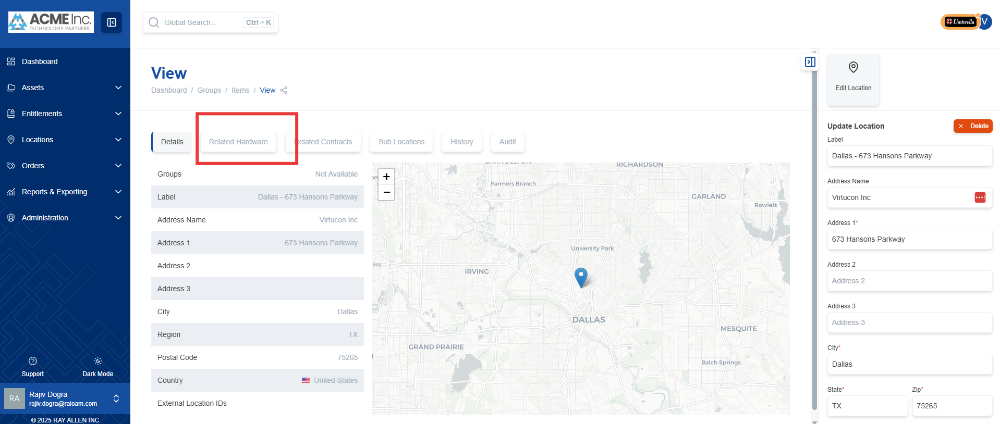 ACME Inc.
TECHNOLOGY PARTNERS
Global Search...
Ctrl
K
Umbrella
V
Dashboard
Assets
Entitlements
Locations
Orders
Reports & Exporting
Administration
Support
Dark Mode
RA
Rajiv Dogra
rajiv.dogra@raioam.com
© 2025 RAY ALLEN INC
View
Dashboard / Groups / Items / View
Details
Related Hardware
Related Contracts
Sub Locations
History
Audit
Groups Not Available
Label Dallas - 673 Hansons Parkway
Address Name Virtucon Inc
Address 1 673 Hansons Parkway
Address 2
Address 3
City Dallas
Region TX
Postal Code 75265
Country United States
External Location IDs
+
−
CARROLLTON
RICHARDSON
Farmers Branch
GARLAND
Rowlett
University Park
IRVING
DALLAS
MESQUITE
GRAND PRAIRIE
Balch Springs
Edit Location
Update Location
× Delete
Label
Dallas - 673 Hansons Parkway
Address Name
Virtucon Inc
Address 1*
673 Hansons Parkway
Address 2
Address 2
Address 3
Address 3
City*
Dallas
State* Zip*
TX 75265